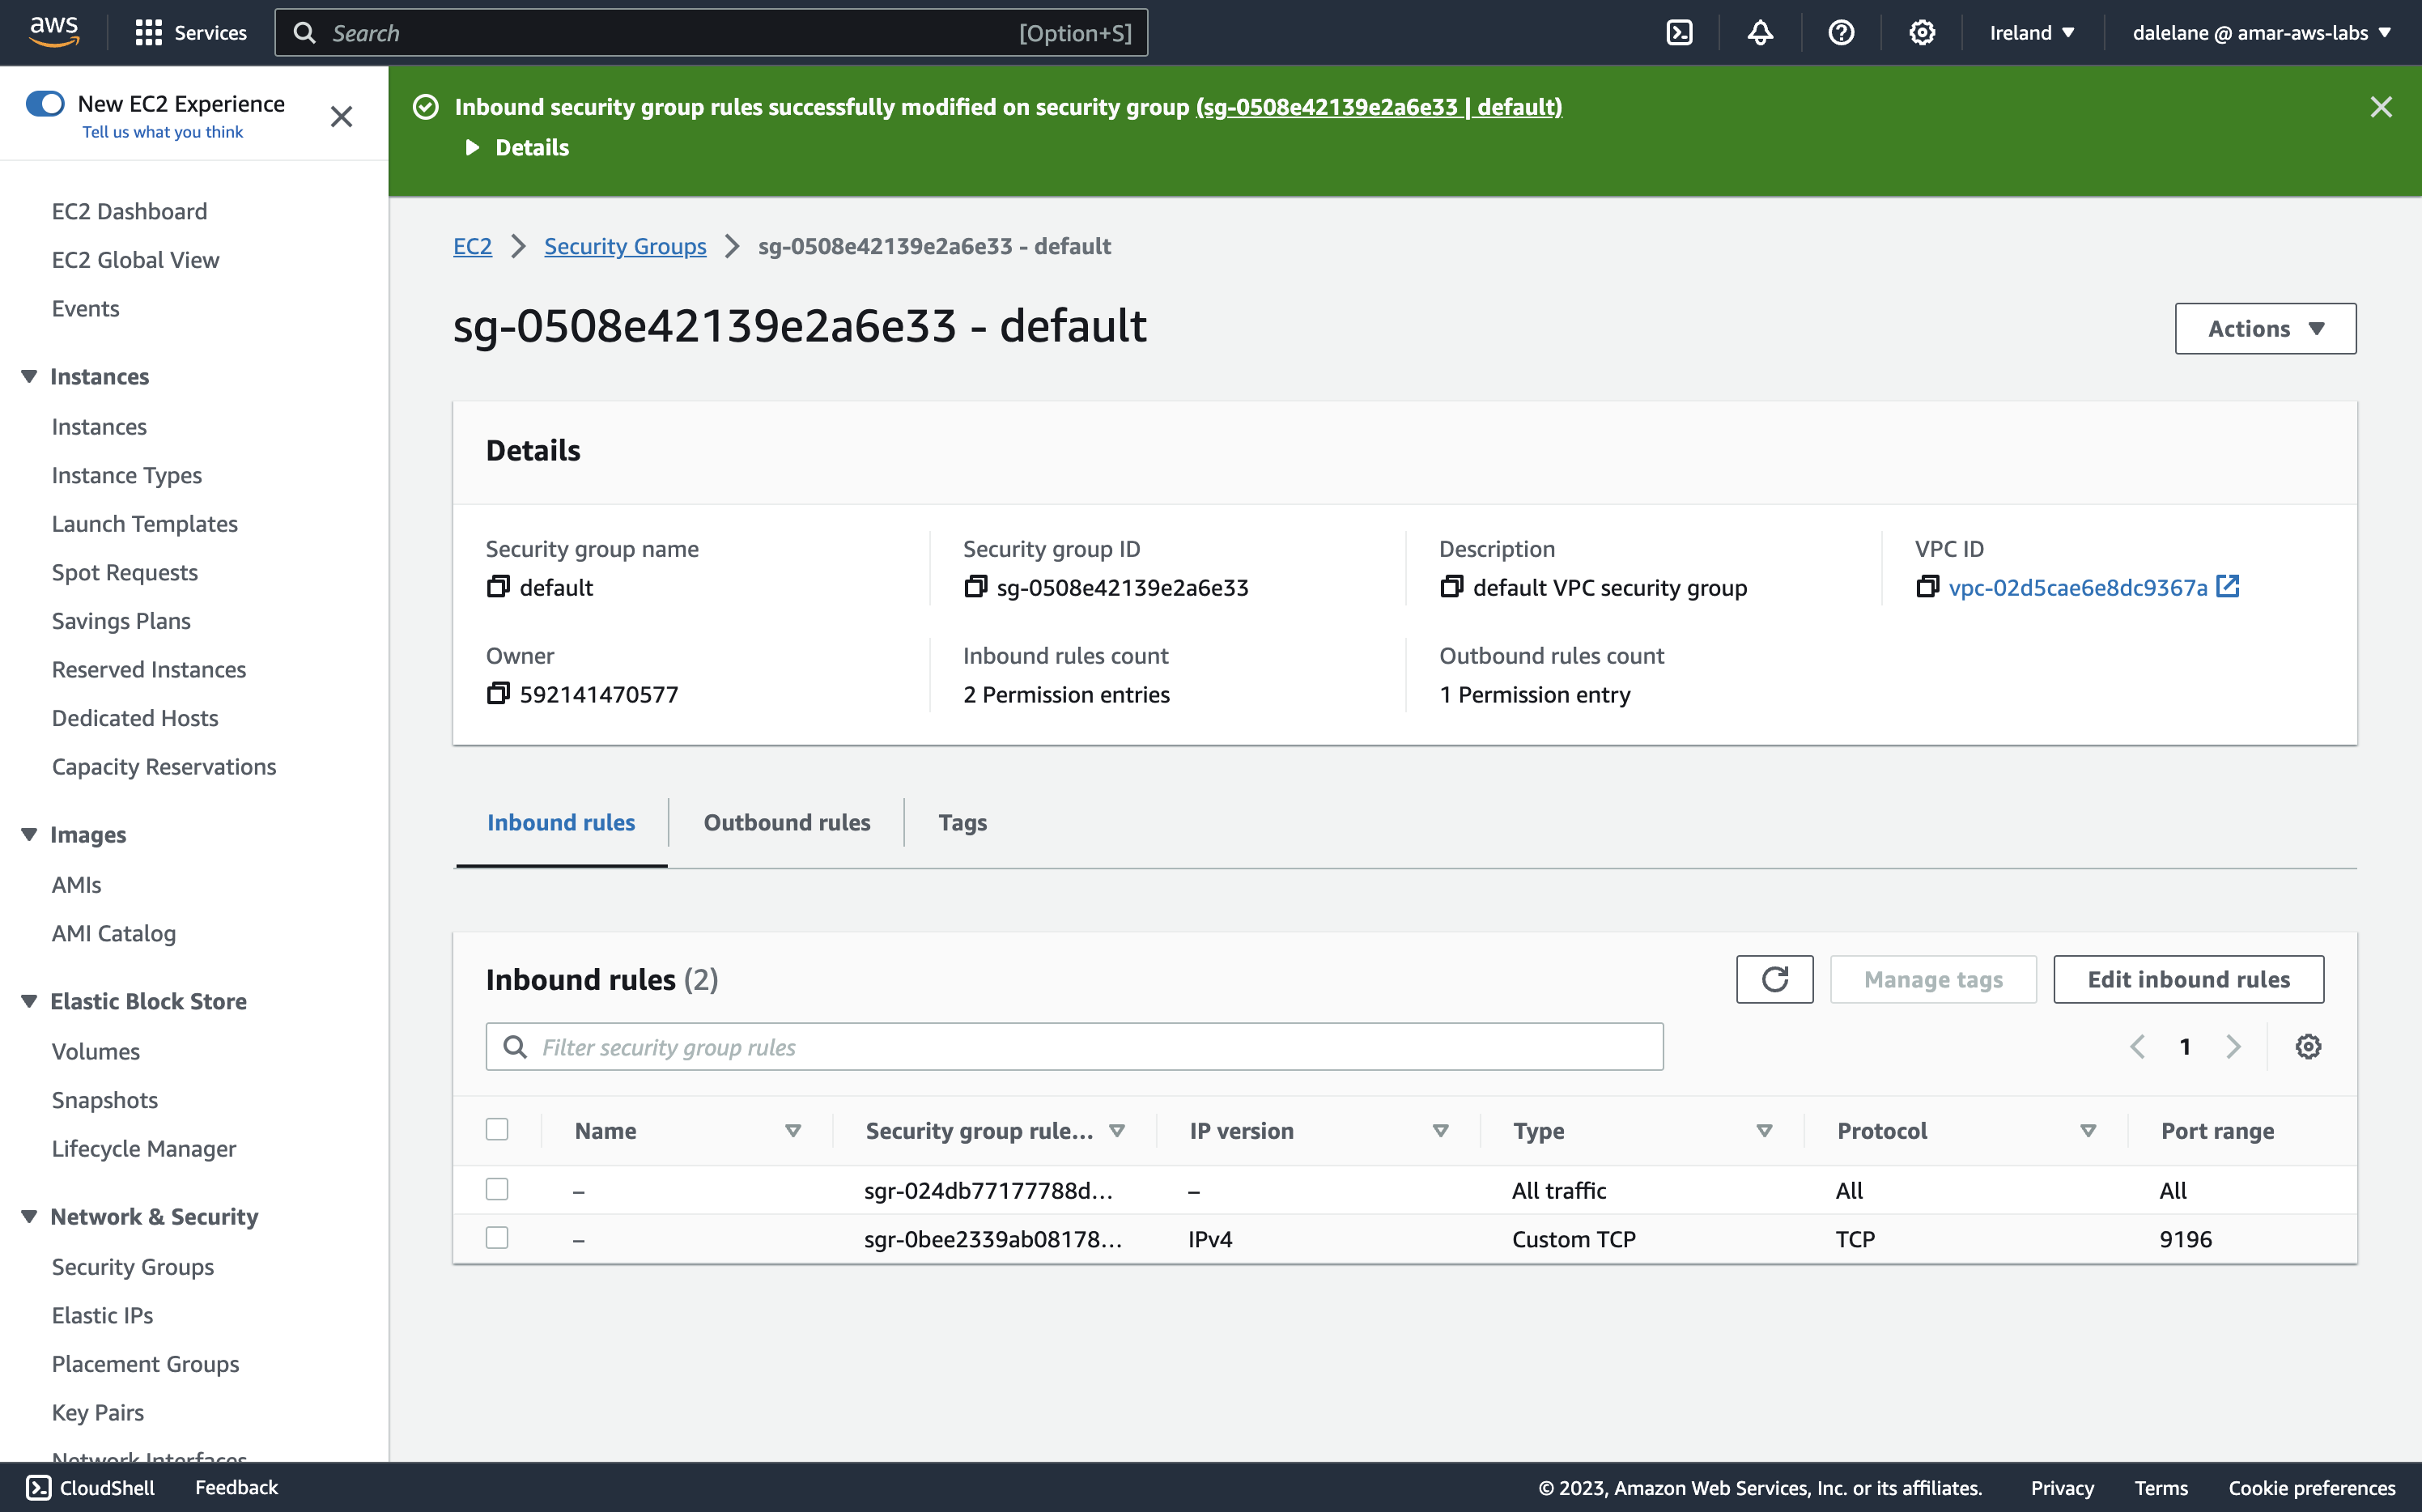 aws
Services
Search
[Option+S]
Ireland
dalelane @ amar-aws-labs
New EC2 Experience
Tell us what you think
EC2 Dashboard
EC2 Global View
Events
Instances
Instances
Instance Types
Launch Templates
Spot Requests
Savings Plans
Reserved Instances
Dedicated Hosts
Capacity Reservations
Images
AMIs
AMI Catalog
Elastic Block Store
Volumes
Snapshots
Lifecycle Manager
Network & Security
Security Groups
Elastic IPs
Placement Groups
Key Pairs
Network Interfaces
Inbound security group rules successfully modified on security group (sg-0508e42139e2a6e33 | default)
Details
EC2 > Security Groups > sg-0508e42139e2a6e33 - default
sg-0508e42139e2a6e33 - default
Actions
Details
Security group name
default
Security group ID
sg-0508e42139e2a6e33
Description
default VPC security group
VPC ID
vpc-02d5cae6e8dc9367a
Owner
592141470577
Inbound rules count
2 Permission entries
Outbound rules count
1 Permission entry
Inbound rules
Outbound rules
Tags
Inbound rules (2)
Manage tags
Edit inbound rules
Filter security group rules
1
Name
Security group rule...
IP version
Type
Protocol
Port range
– sgr-024db77177788d... – All traffic All All
– sgr-0bee2339ab08178... IPv4 Custom TCP TCP 9196
CloudShell
Feedback
© 2023, Amazon Web Services, Inc. or its affiliates.
Privacy
Terms
Cookie preferences